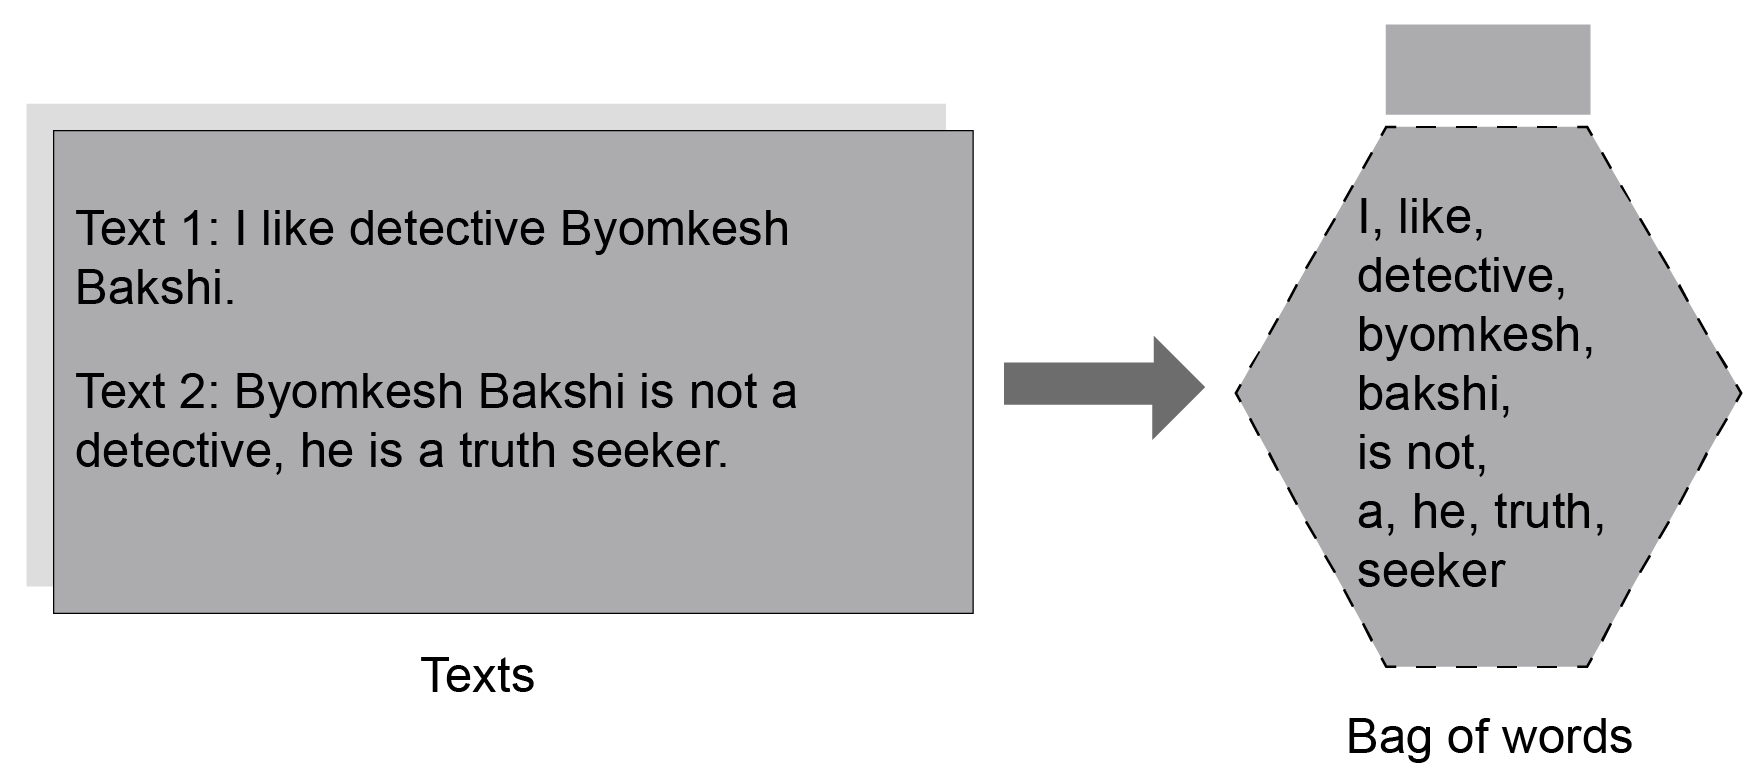 Text 1: I like detective Byomkesh
Bakshi.
Text 2: Byomkesh Bakshi is not a
detective, he is a truth seeker.
Texts
I, like,
detective,
byomkesh,
bakshi,
is not,
a, he, truth,
seeker
Bag of words